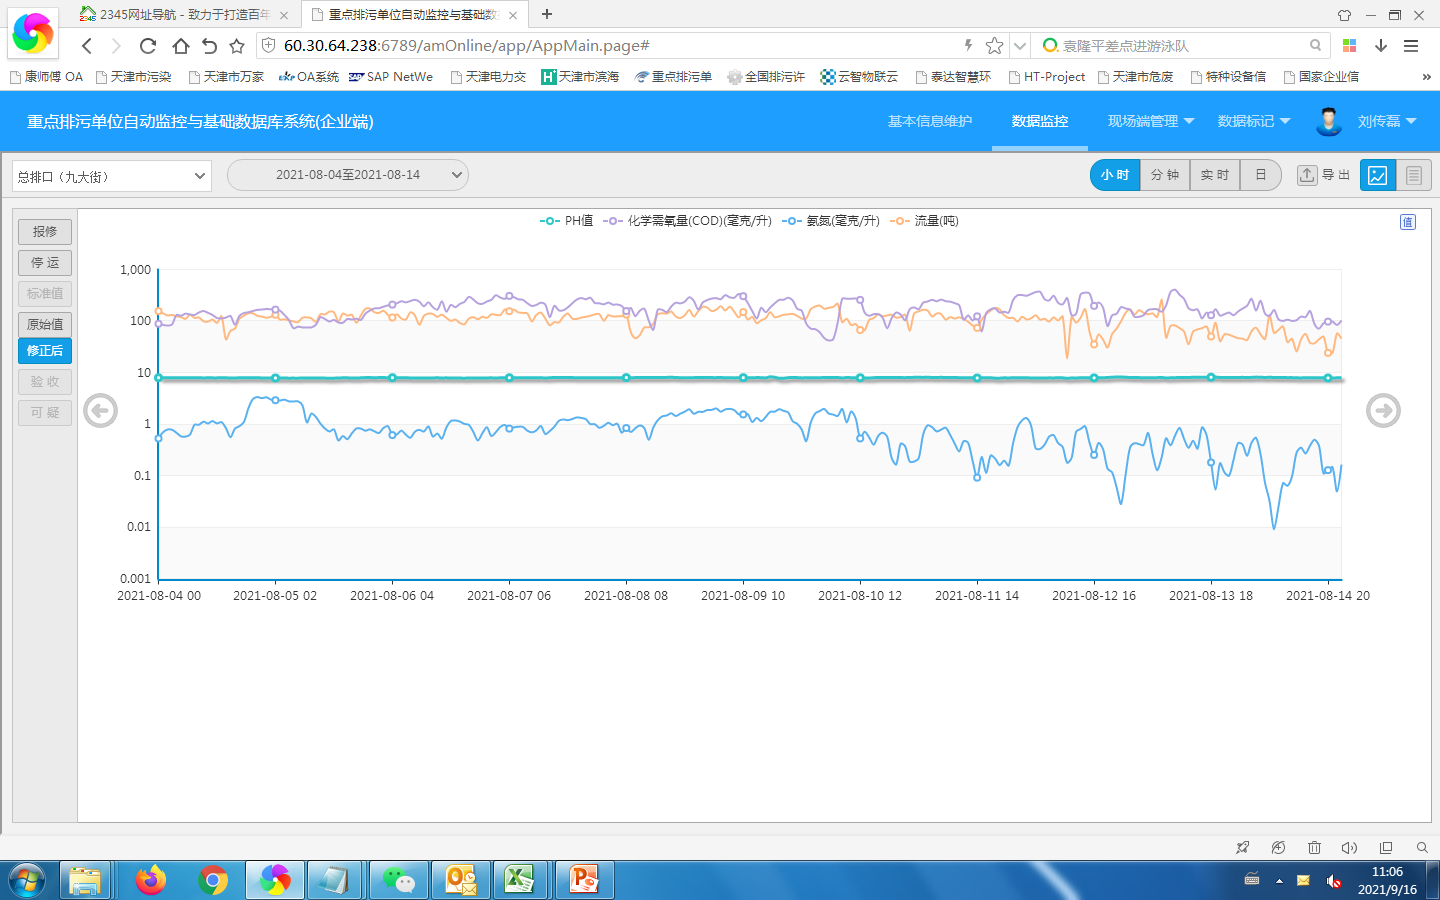 2345网址导航 - 致力于打造百年
重点排污单位自动监控与基础数
60.30.64.238:6789/amOnline/app/AppMain.page#
袁隆平差点进游泳队
康师傅 OA
天津市污染
天津市万家
OA系统
SAP NetWe
天津电力交
天津市滨海
重点排污单
全国排污许
云智物联云
泰达智慧环
HT-Project
天津市危废
特种设备信
国家企业信
»
重点排污单位自动监控与基础数据库系统(企业端)
基本信息维护
数据监控
现场端管理
数据标记
刘传磊
总排口（九大街）
2021-08-04至2021-08-14
小 时
分 钟
实 时
日
导 出
报修
停 运
标准值
原始值
修正后
验 收
可 疑
PH值
化学需氧量(COD)(毫克/升)
氨氮(毫克/升)
流量(吨)
值
1,000
100
10
1
0.1
0.01
0.001
2021-08-04 00
2021-08-05 02
2021-08-06 04
2021-08-07 06
2021-08-08 08
2021-08-09 10
2021-08-10 12
2021-08-11 14
2021-08-12 16
2021-08-13 18
2021-08-14 20
11:06
2021/9/16